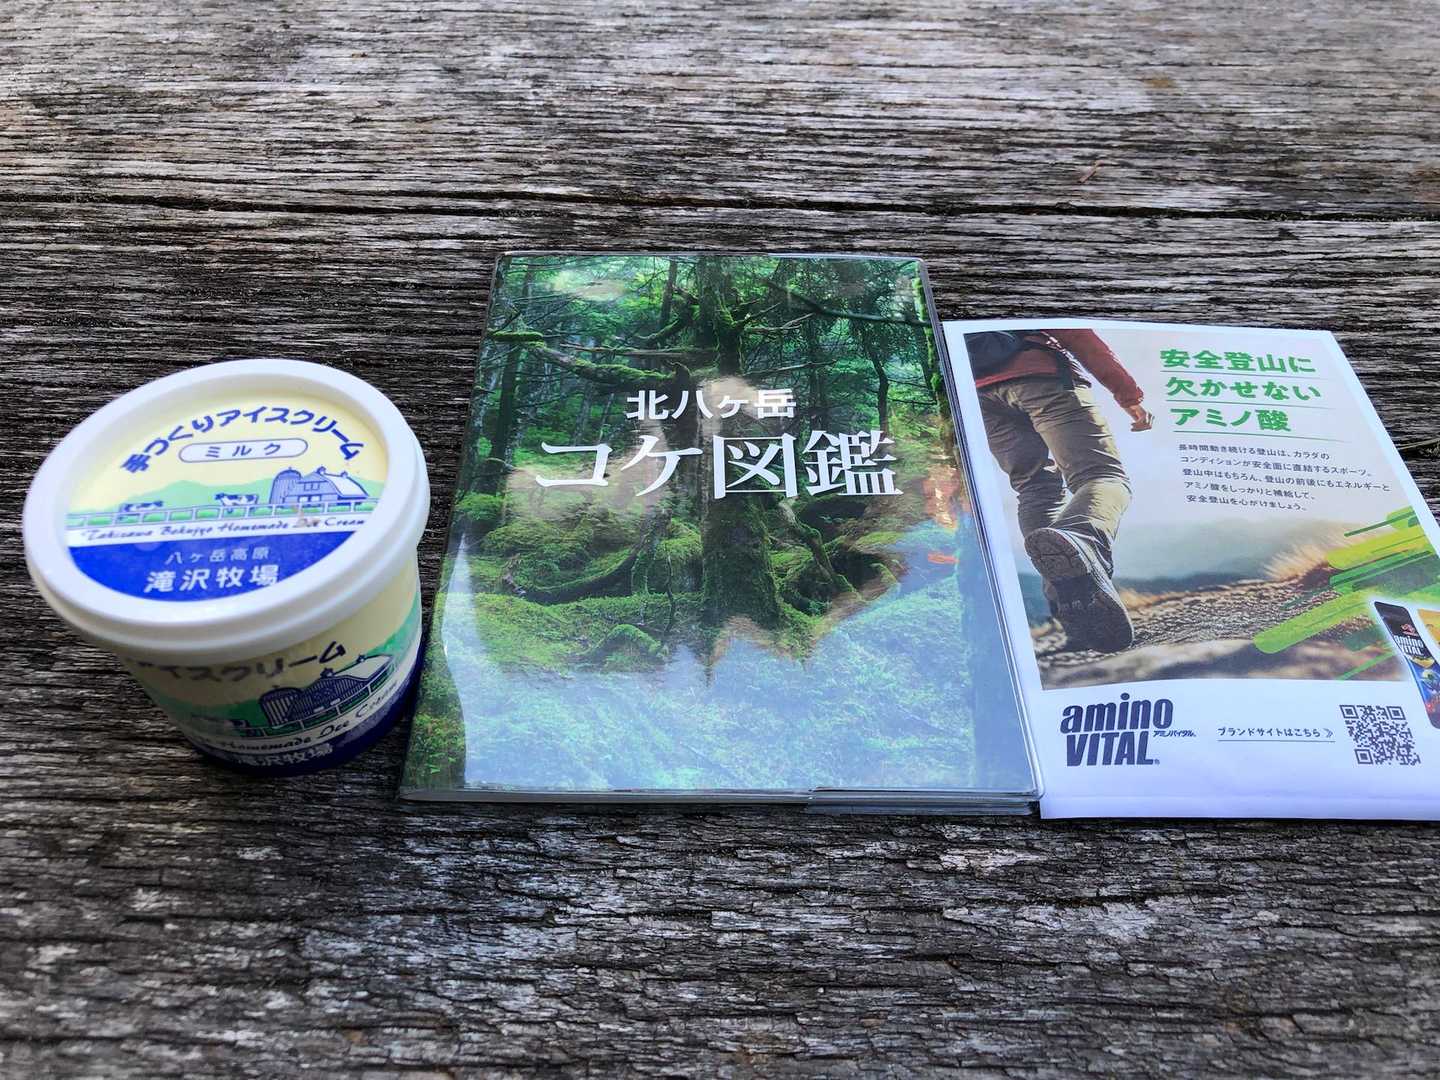 手づくりアイスクリーム
ミルク
Takizawa Bokujyo Homemade Ice Cream
八ヶ岳高原
滝沢牧場
アイスクリーム
Homemade Ice Cream
滝沢牧場
北八ヶ岳
コケ図鑑
安全登山に
欠かせない
アミノ酸
長時間動き続ける登山は、カラダの
コンディションが安全面に直結するスポーツ。
登山中はもちろん、登山の前後にもエネルギーと
アミノ酸をしっかりと補給して、
安全登山を心がけましょう。
amino
VITAL
amino
VITAL®
アミノバイタル®
ブランドサイトはこちら